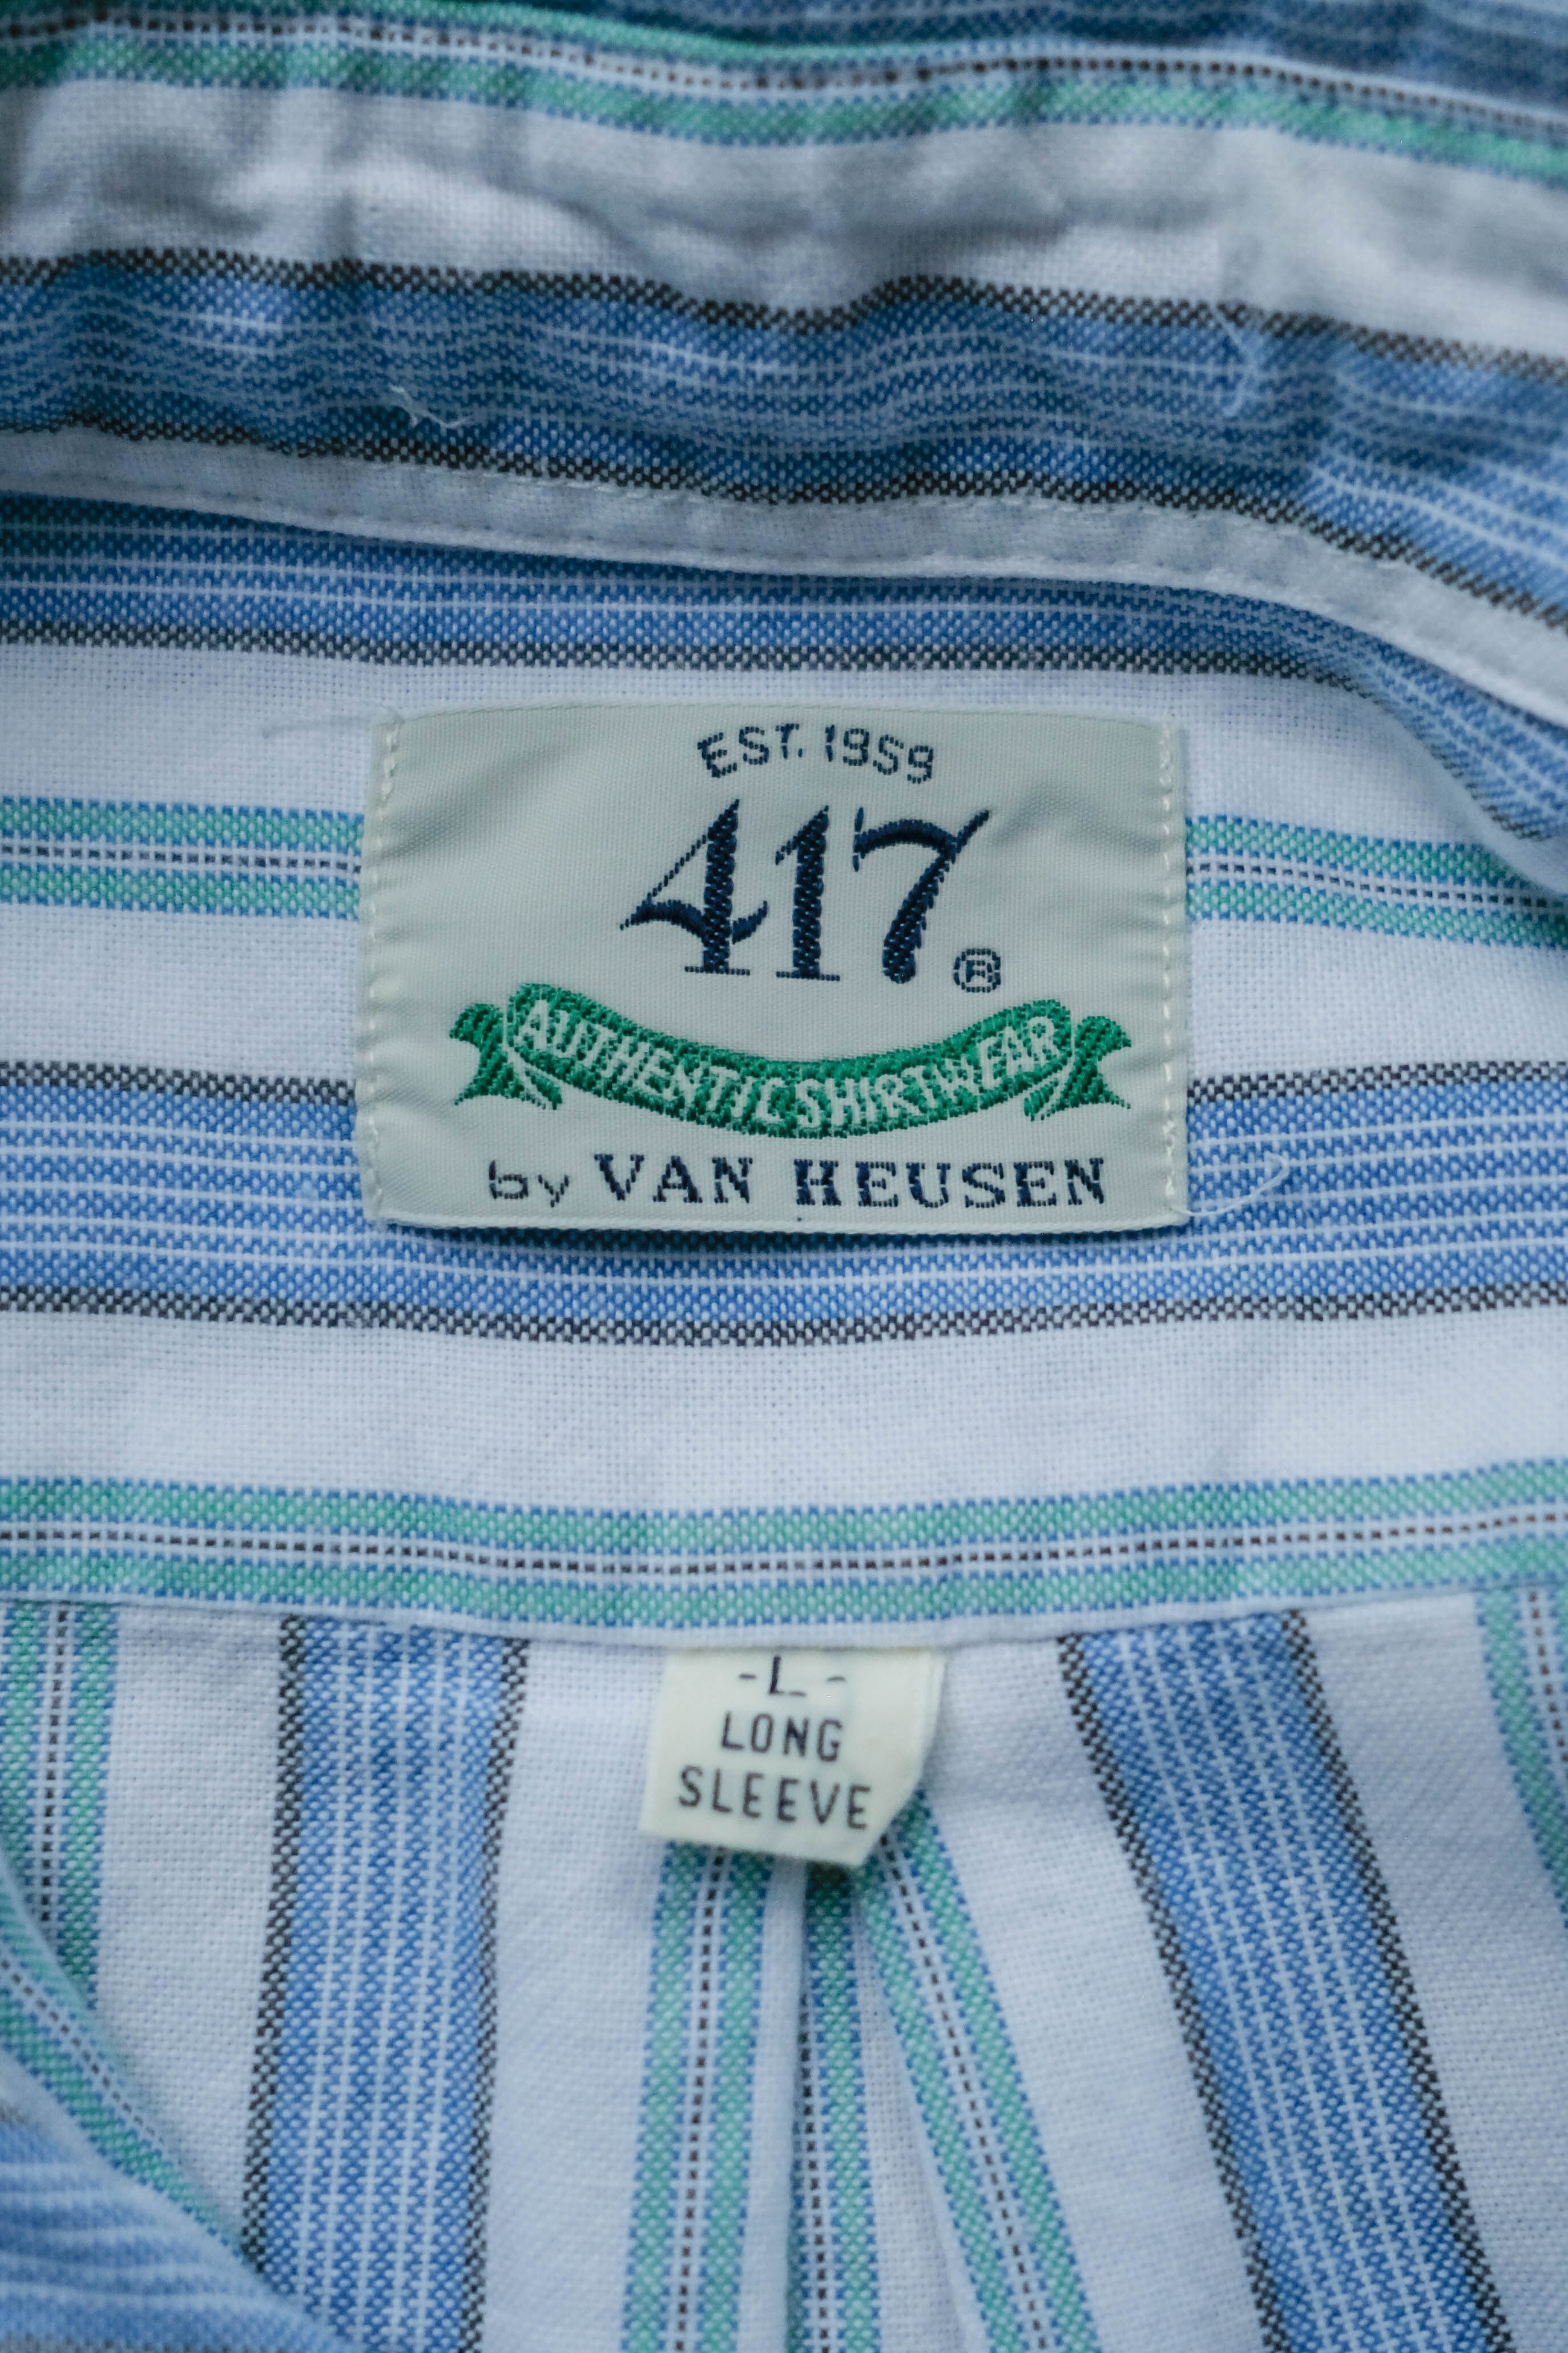 EST. 1959
417®
AUTHENTIC SHIRTWEAR
by VAN HEUSEN
-L-
LONG
SLEEVE